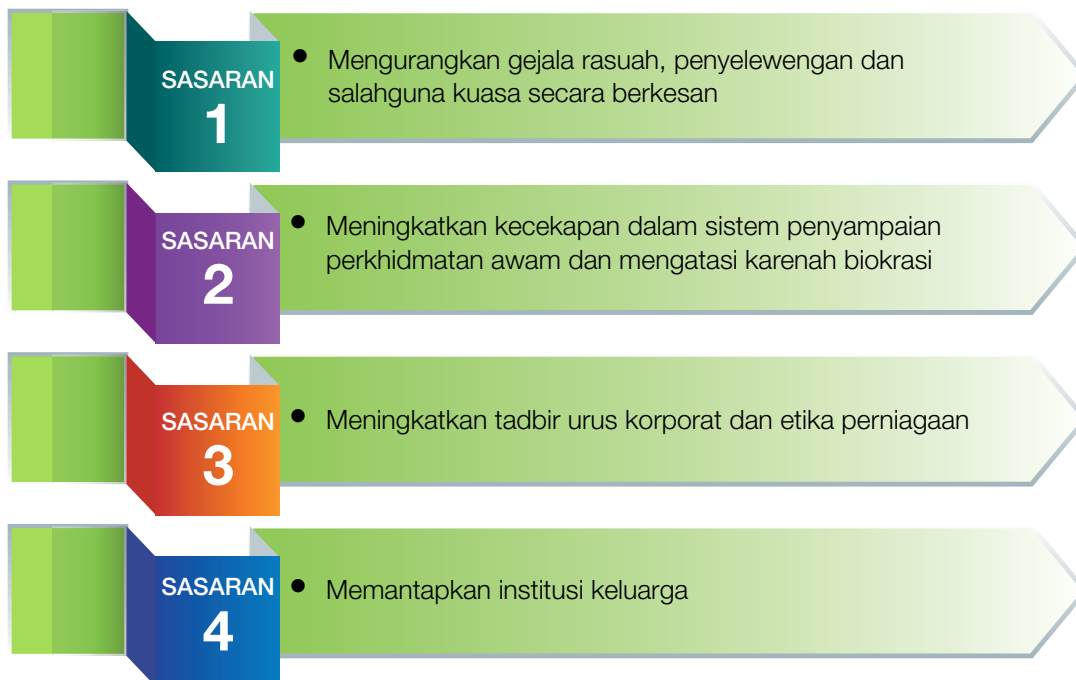 SASARAN
1
• Mengurangkan gejala rasuah, penyelewengan dan
salahguna kuasa secara berkesan
SASARAN
2
• Meningkatkan kecekapan dalam sistem penyampaian
perkhidmatan awam dan mengatasi karenah biokrasi
SASARAN
3
• Meningkatkan tadbir urus korporat dan etika perniagaan
SASARAN
4
• Memantapkan institusi keluarga